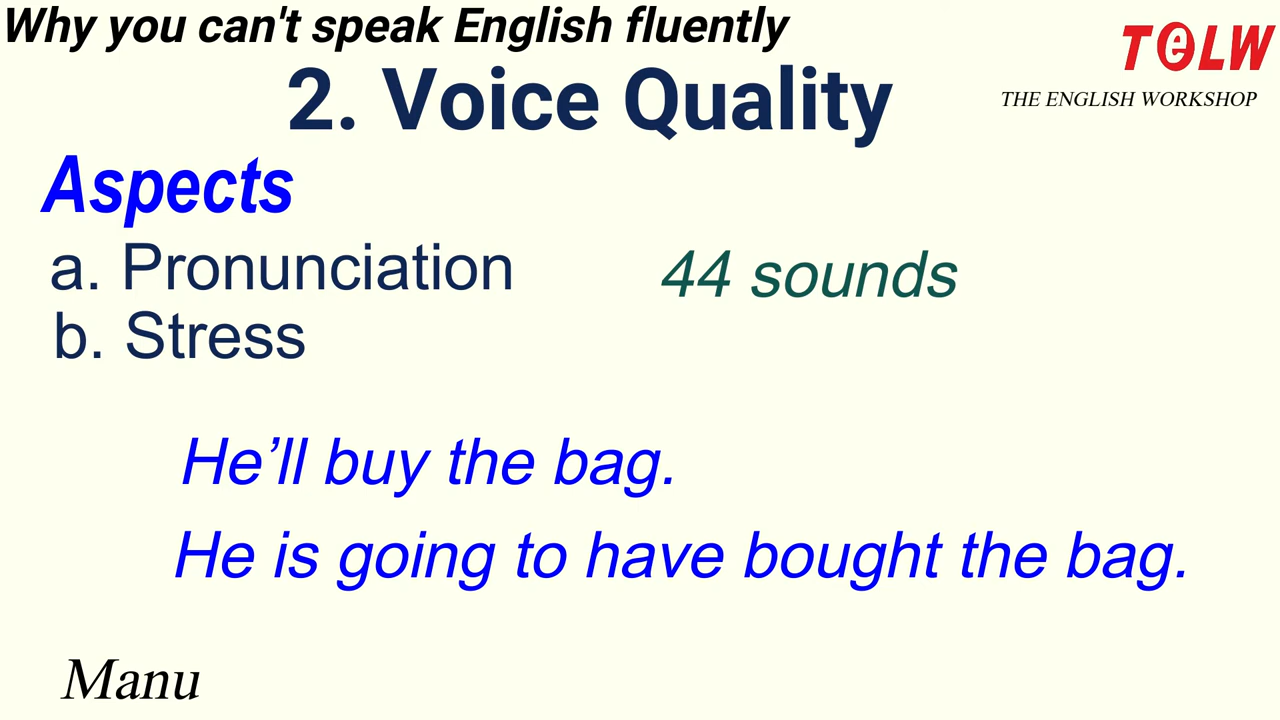 Why you can't speak English fluently
TeLW
THE ENGLISH WORKSHOP
2. Voice Quality
Aspects
a. Pronunciation 44 sounds
b. Stress
He’ll buy the bag.
He is going to have bought the bag.
Manu